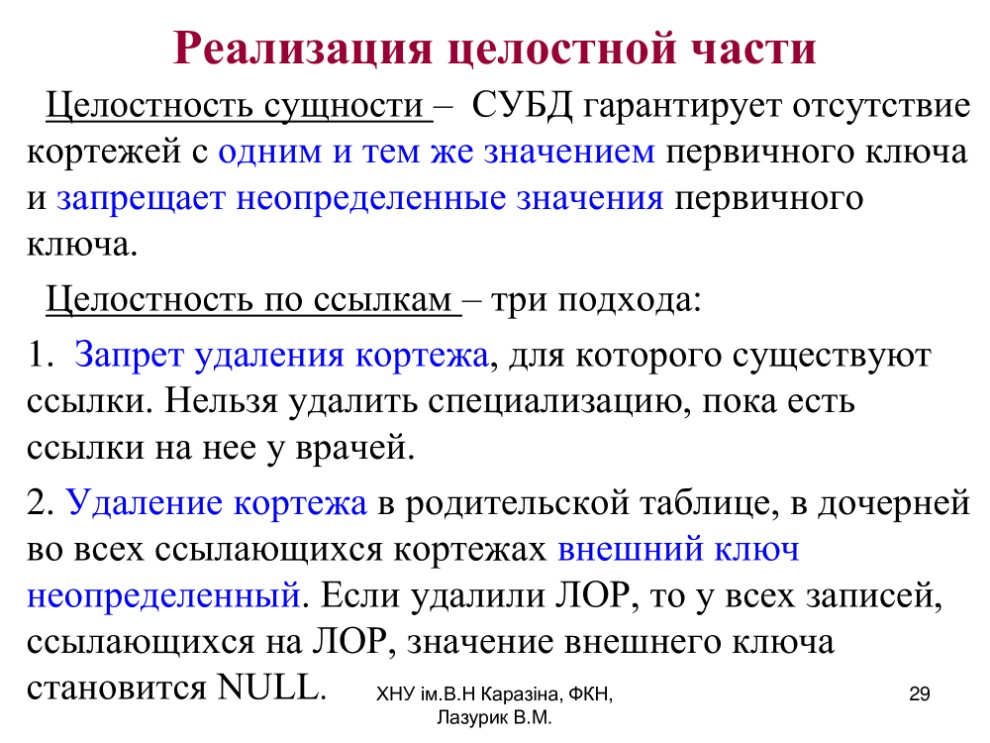 Реализация целостной части
Целостность сущности – СУБД гарантирует отсутствие
кортежей с одним и тем же значением первичного ключа
и запрещает неопределенные значения первичного
ключа.
Целостность по ссылкам – три подхода:
1. Запрет удаления кортежа, для которого существуют
ссылки. Нельзя удалить специализацию, пока есть
ссылки на нее у врачей.
2. Удаление кортежа в родительской таблице, в дочерней
во всех ссылающихся кортежах внешний ключ
неопределенный. Если удалили ЛОР, то у всех записей,
ссылающихся на ЛОР, значение внешнего ключа
становится NULL.
ХНУ ім.В.Н Каразіна, ФКН,
Лазурик В.М.
29